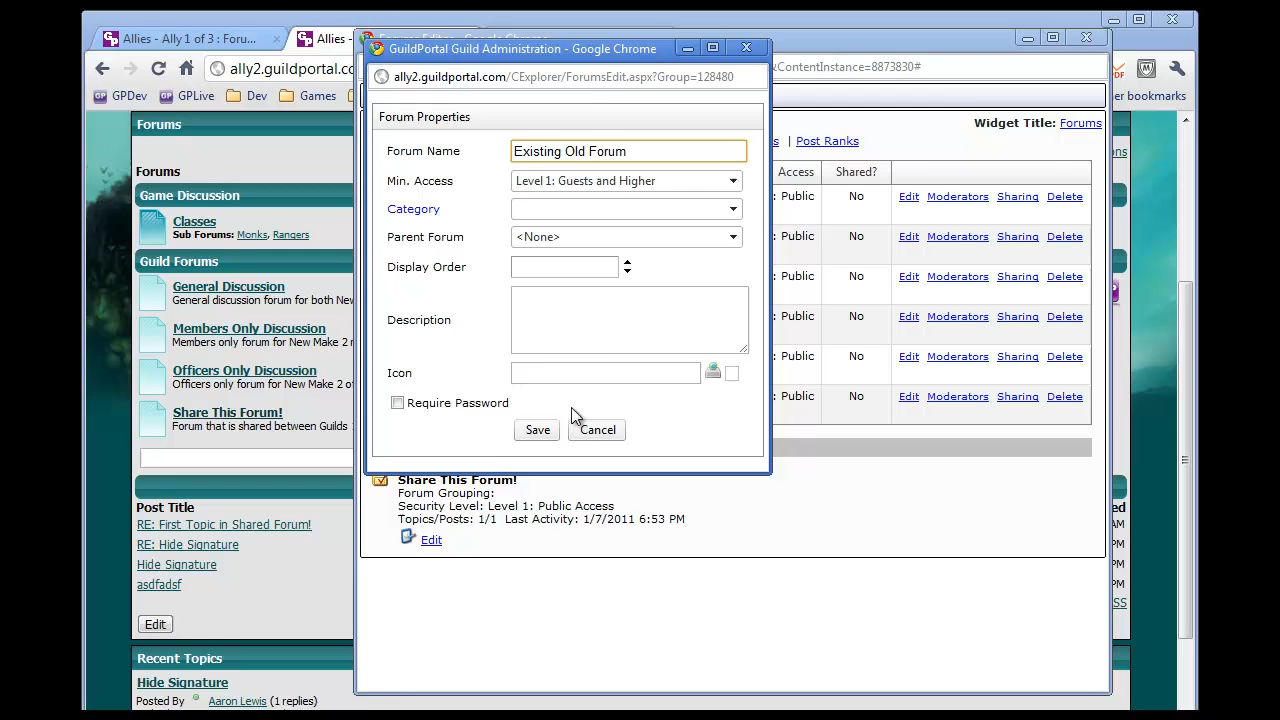 Allies - Ally 1 of 3 : Foru...
Allies -
GuildPortal Guild Administration - Google Chrome
ally2.guildportal.co
ally2.guildportal.com/CExplorer/ForumsEdit.aspx?Group=128480
&ContentInstance=8873830#
GPDev
GPLive
Dev
Games
bookmarks
Forums
Forums
Game Discussion
Classes
Sub Forums: Monks, Rangers
Guild Forums
General Discussion
General discussion forum for both New
Members Only Discussion
Members only forum for New Make 2 m
Officers Only Discussion
Officers only forum for New Make 2 of
Share This Forum!
Forum that is shared between Guilds
Post Title
RE: First Topic in Shared Forum!
RE: Hide Signature
Hide Signature
asdfadsf
Edit
Recent Topics
Hide Signature
Posted By Aaron Lewis (1 replies)
Forum Properties
Forum Name Existing Old Forum
Min. Access Level 1: Guests and Higher
Category
Parent Forum <None>
Display Order
Description
Icon
Require Password
Save Cancel
Widget Title: Forums
s | Post Ranks
Access Shared?
: Public No Edit Moderators Sharing Delete
: Public No Edit Moderators Sharing Delete
: Public No Edit Moderators Sharing Delete
: Public No Edit Moderators Sharing Delete
: Public No Edit Moderators Sharing Delete
: Public No Edit Moderators Sharing Delete
Share This Forum!
Forum Grouping:
Security Level: Level 1: Public Access
Topics/Posts: 1/1 Last Activity: 1/7/2011 6:53 PM
Edit
ons
ed
AM
PM
PM
PM
SS